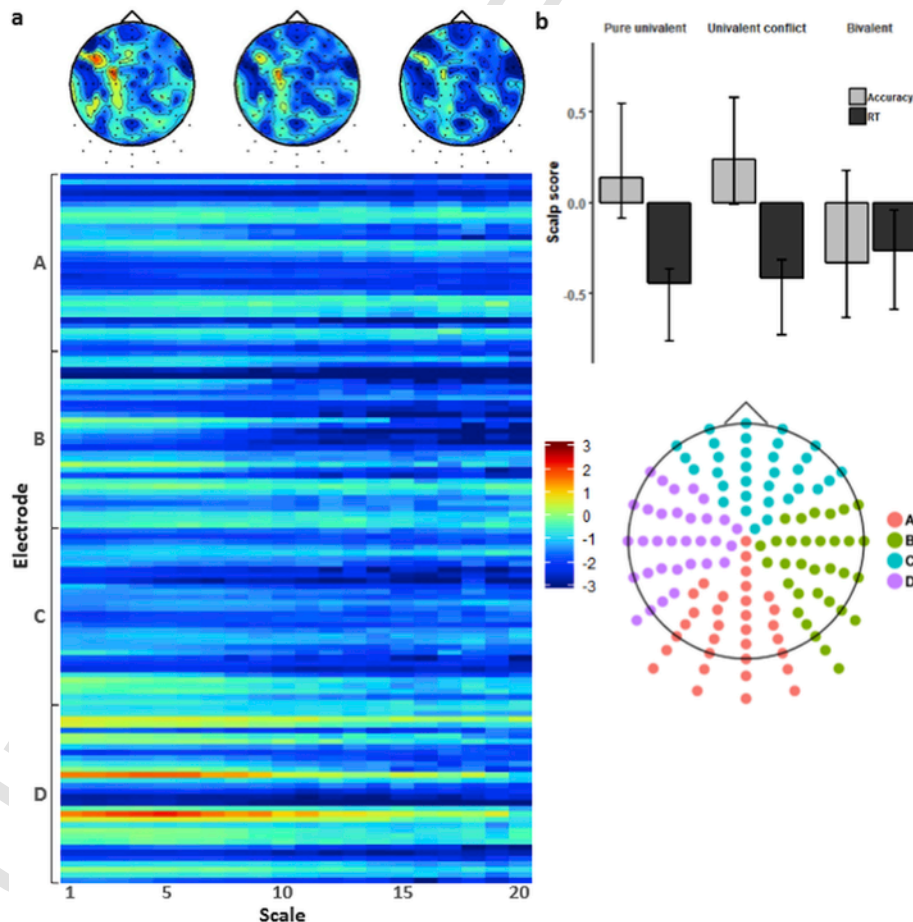 a
b
Pure univalent
Univalent conflict
Bivalent
Accuracy
RT
0.5
0.0
-0.5
Scalp score
A
B
C
D
Electrode
1
5
10
15
20
Scale
3
2
1
0
-1
-2
-3
A
B
C
D